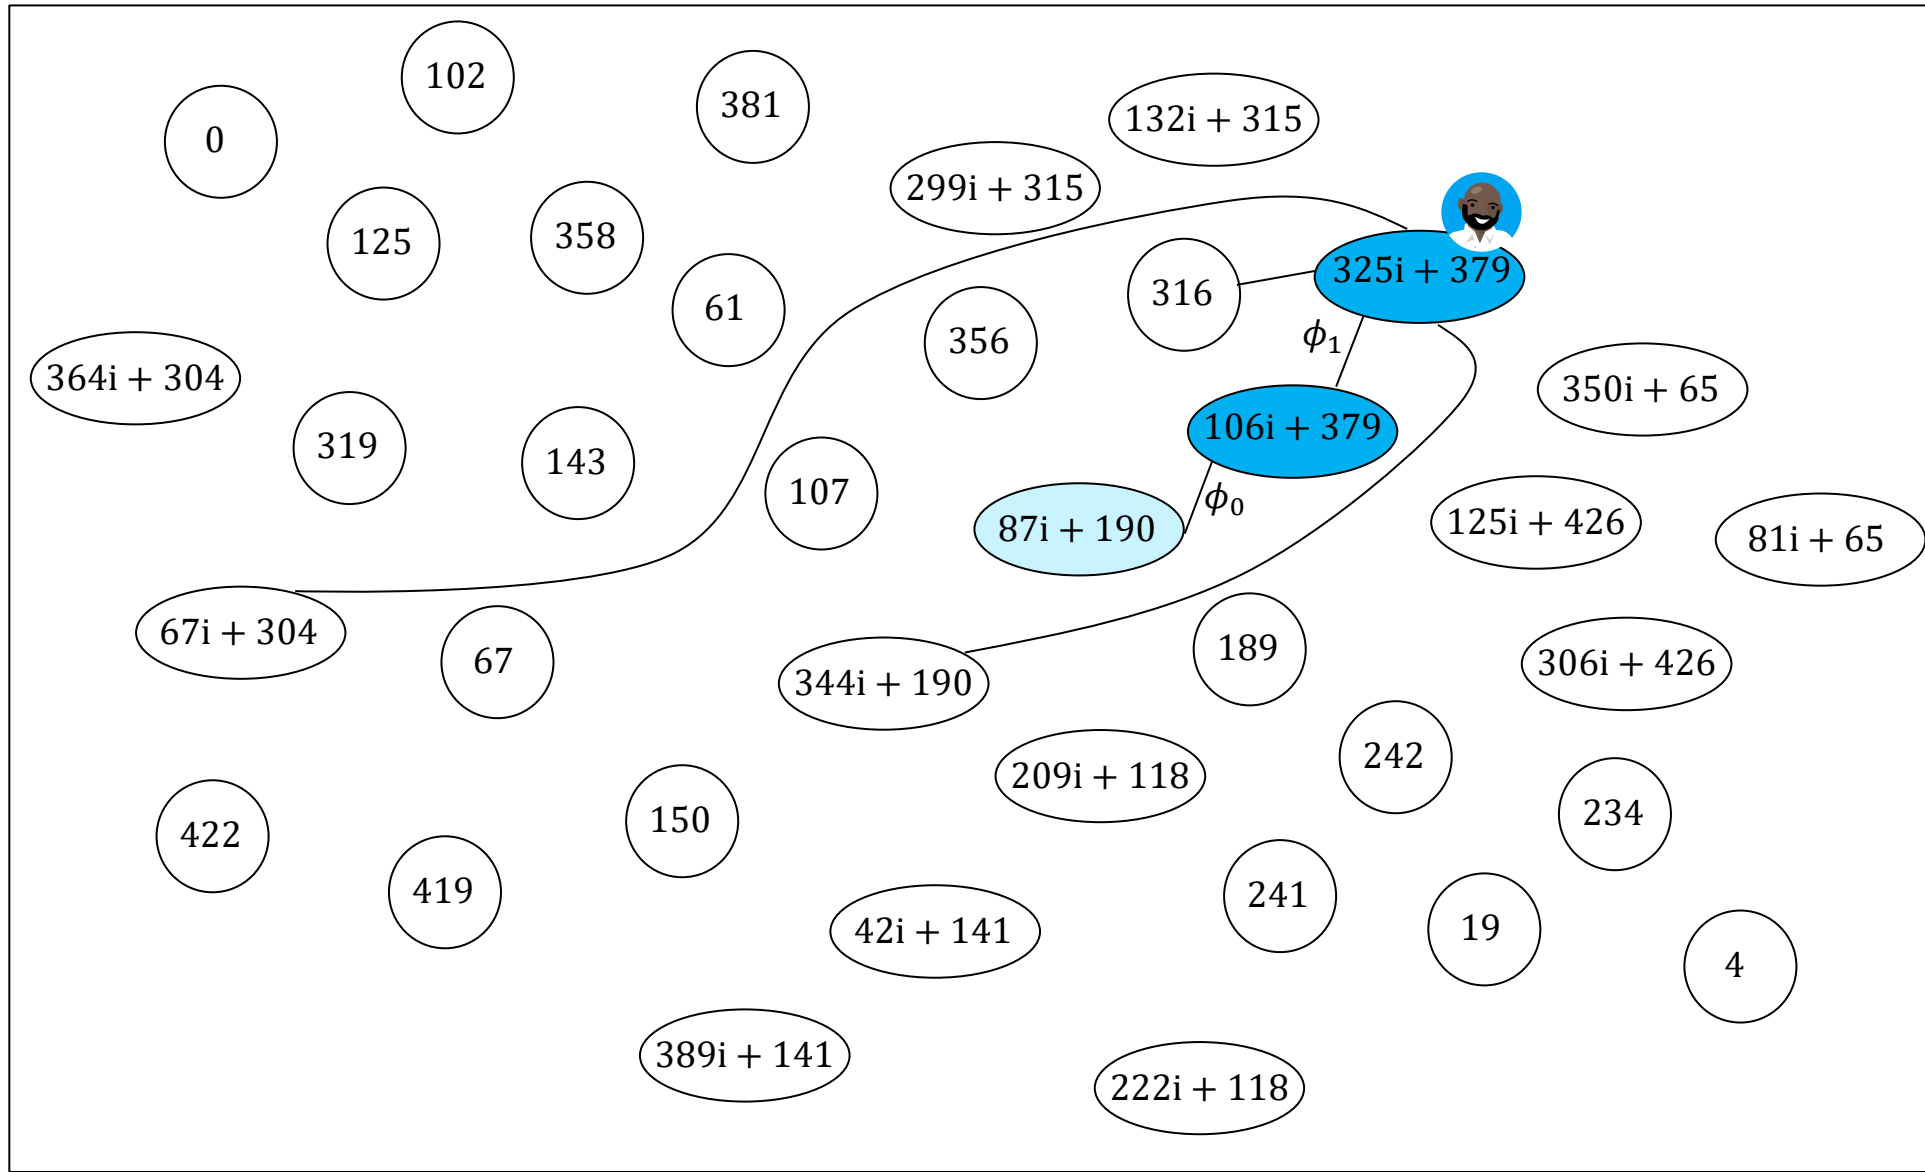 102
381
132i + 315
0
299i + 315
125
358
325i + 379
61
316
356
ϕ₁
364i + 304
350i + 65
106i + 379
319
143
107
ϕ₀
87i + 190
125i + 426
81i + 65
67i + 304
67
344i + 190
189
306i + 426
209i + 118
242
422
150
234
419
42i + 141
241
19
4
389i + 141
222i + 118